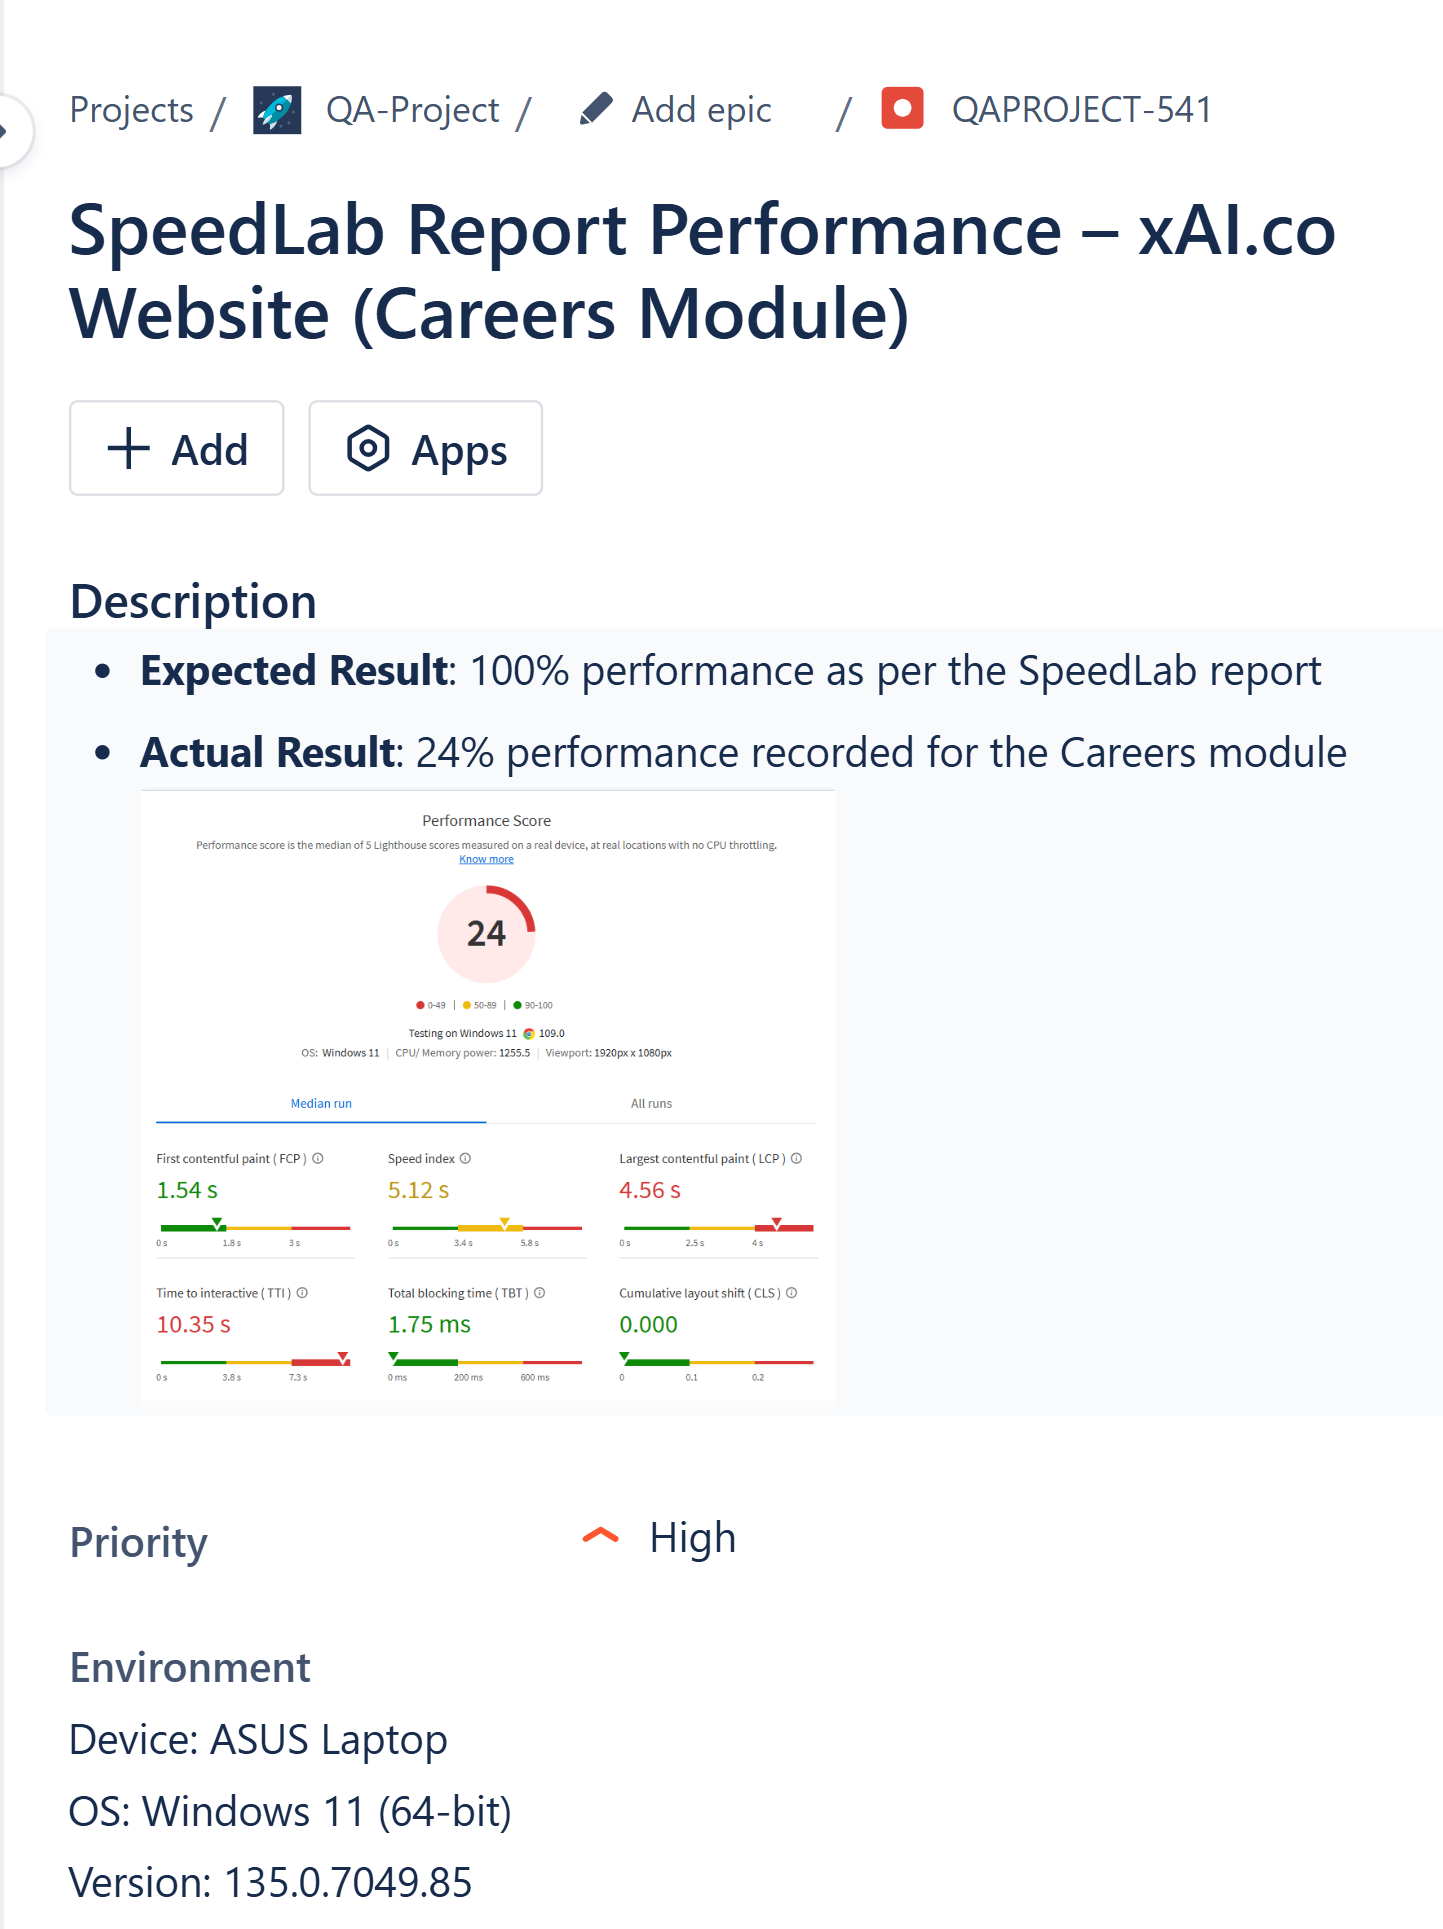 Projects / QA-Project / Add epic / QAPROJECT-541
SpeedLab Report Performance – xAI.co
Website (Careers Module)
Add Apps
Description
• Expected Result: 100% performance as per the SpeedLab report
• Actual Result: 24% performance recorded for the Careers module
Performance Score
Performance score is the median of 5 Lighthouse scores measured on a real device, at real locations with no CPU throttling.
Know more
24
0-49 | 50-89 | 90-100
Testing on Windows 11 109.0
OS: Windows 11 | CPU/ Memory power: 1255.5 | Viewport: 1920px x 1080px
Median run All runs
First contentful paint ( FCP ) Speed index Largest contentful paint ( LCP )
1.54 s 5.12 s 4.56 s
0 s 1.8 s 3 s 0 s 3.4 s 5.8 s 0 s 2.5 s 4 s
Time to interactive ( TTI ) Total blocking time ( TBT ) Cumulative layout shift ( CLS )
10.35 s 1.75 ms 0.000
0 s 3.8 s 7.3 s 0 ms 200 ms 600 ms 0 0.1 0.2
Priority High
Environment
Device: ASUS Laptop
OS: Windows 11 (64-bit)
Version: 135.0.7049.85